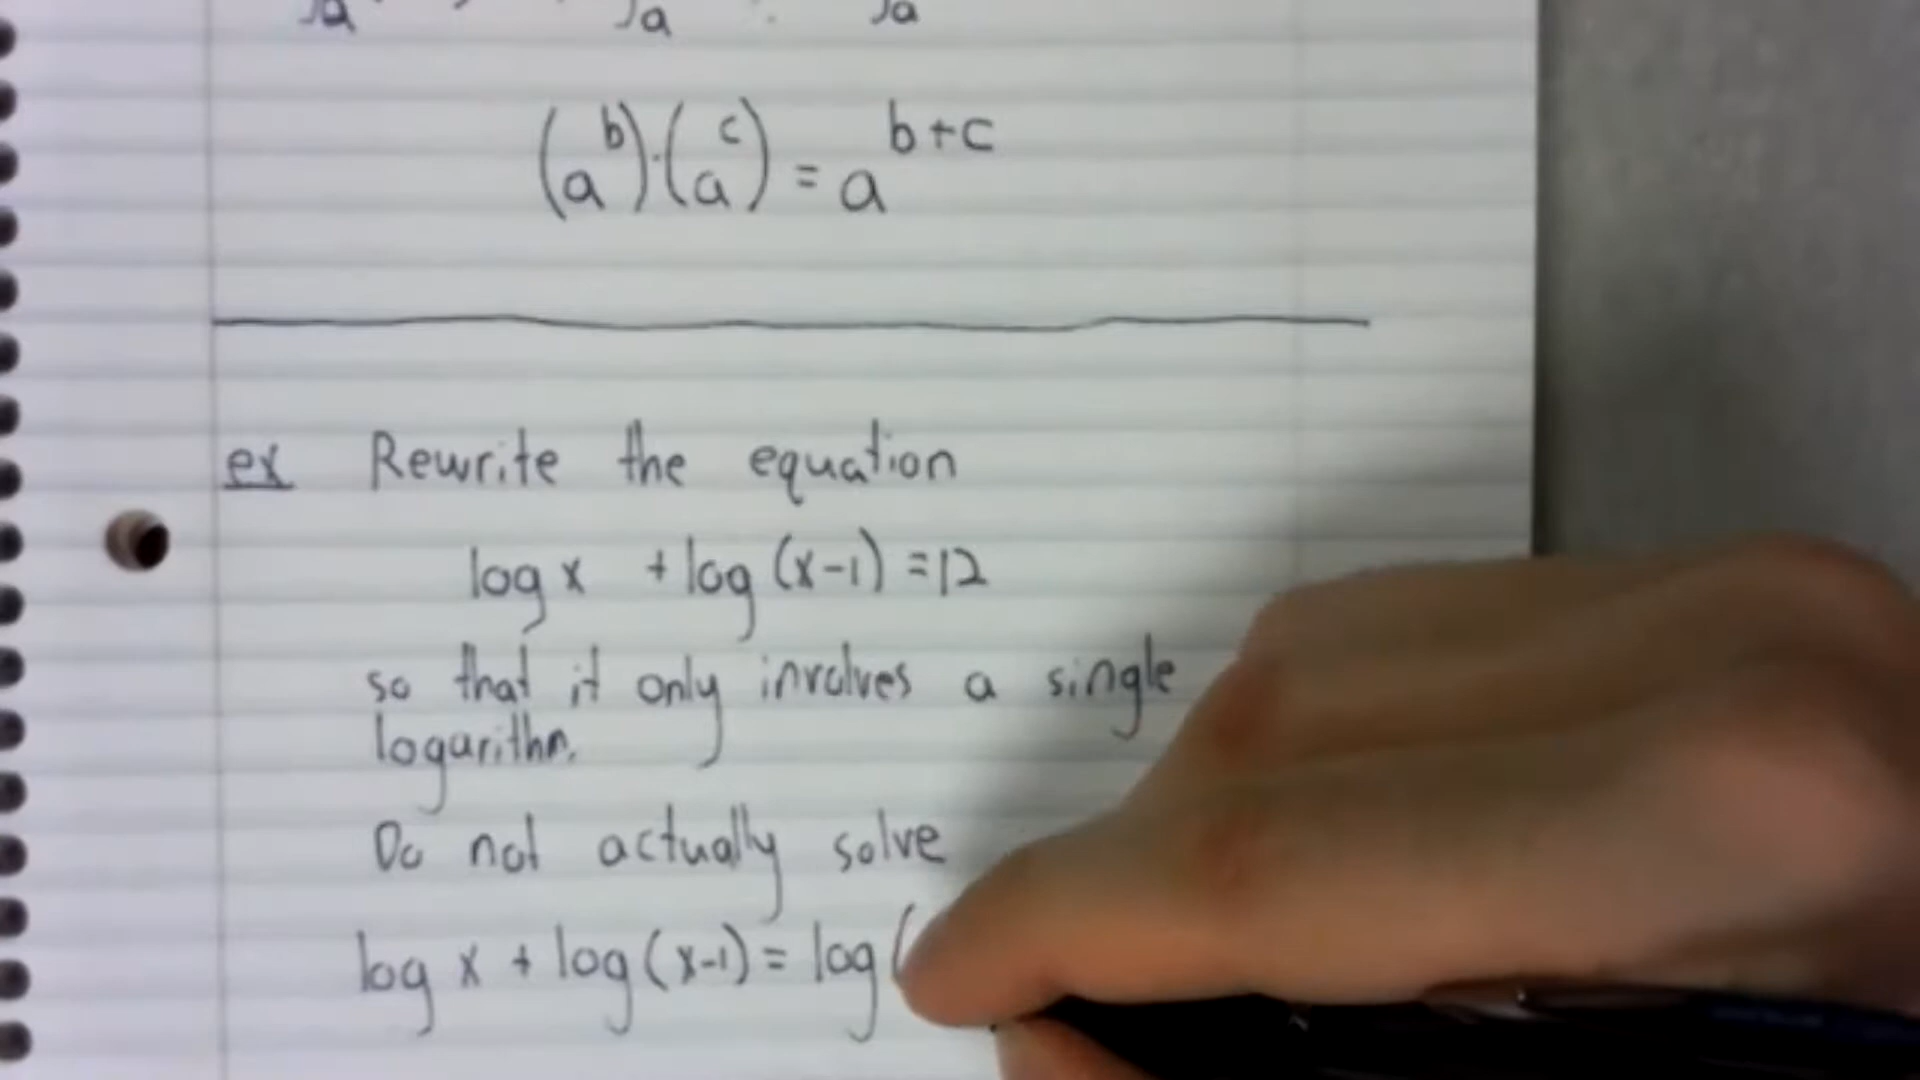 (a^b)·(a^c) = a^(b+c)
ex Rewrite the equation
log x + log (x-1) = 12
so that it only involves a single
logarithm.
Do not actually solve
log x + log (x-1) = log (